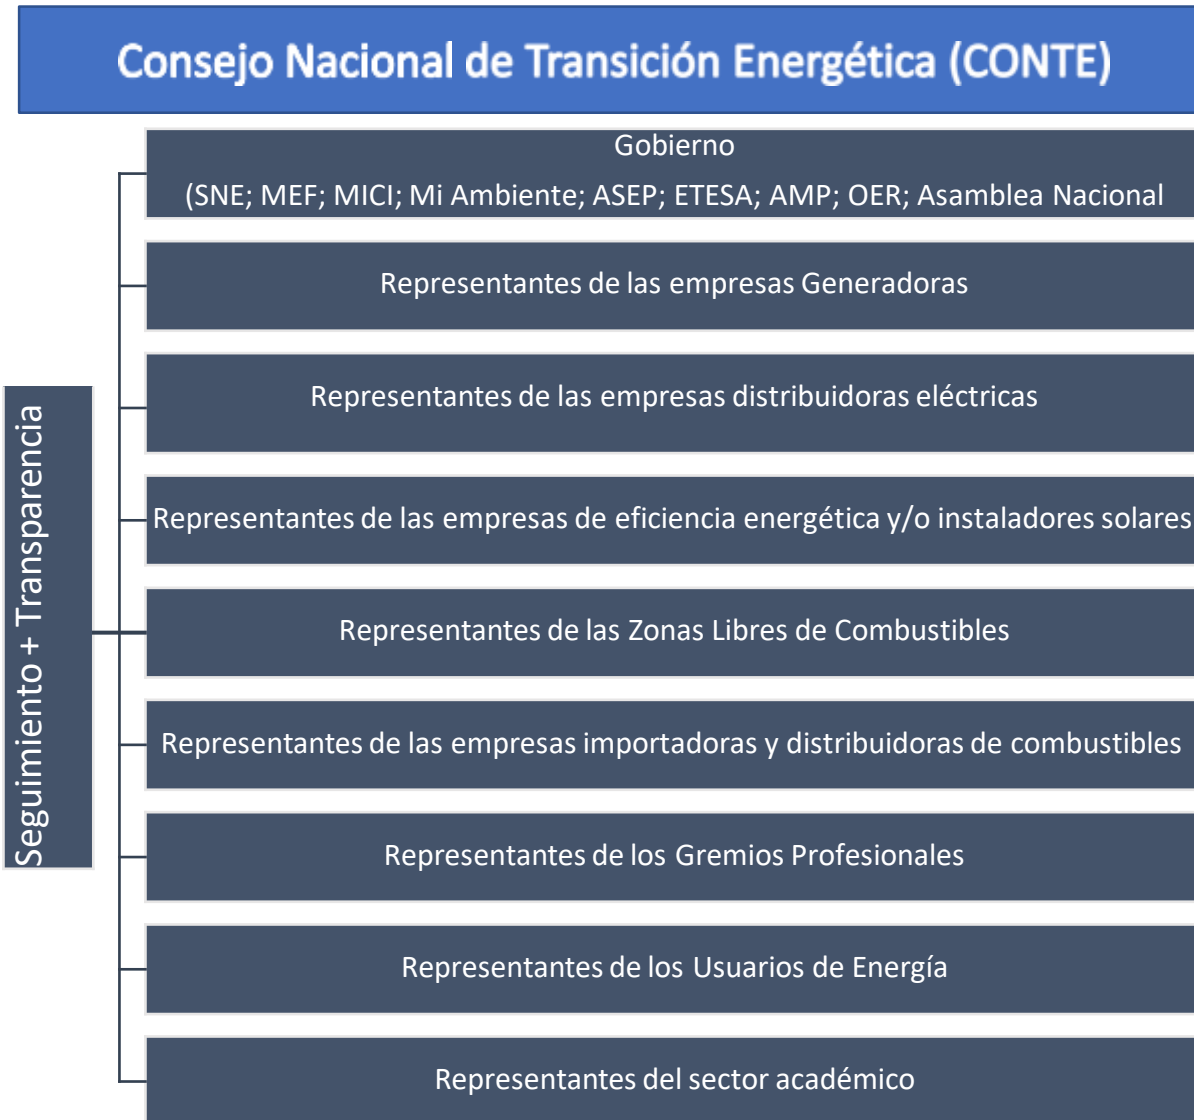 Consejo Nacional de Transición Energética (CONTE)
Gobierno
(SNE; MEF; MICI; Mi Ambiente; ASEP; ETESA; AMP; OER; Asamblea Nacional
Representantes de las empresas Generadoras
Representantes de las empresas distribuidoras eléctricas
Representantes de las empresas de eficiencia energética y/o instaladores solares
Representantes de las Zonas Libres de Combustibles
Representantes de las empresas importadoras y distribuidoras de combustibles
Representantes de los Gremios Profesionales
Representantes de los Usuarios de Energía
Representantes del sector académico
Seguimiento + Transparencia